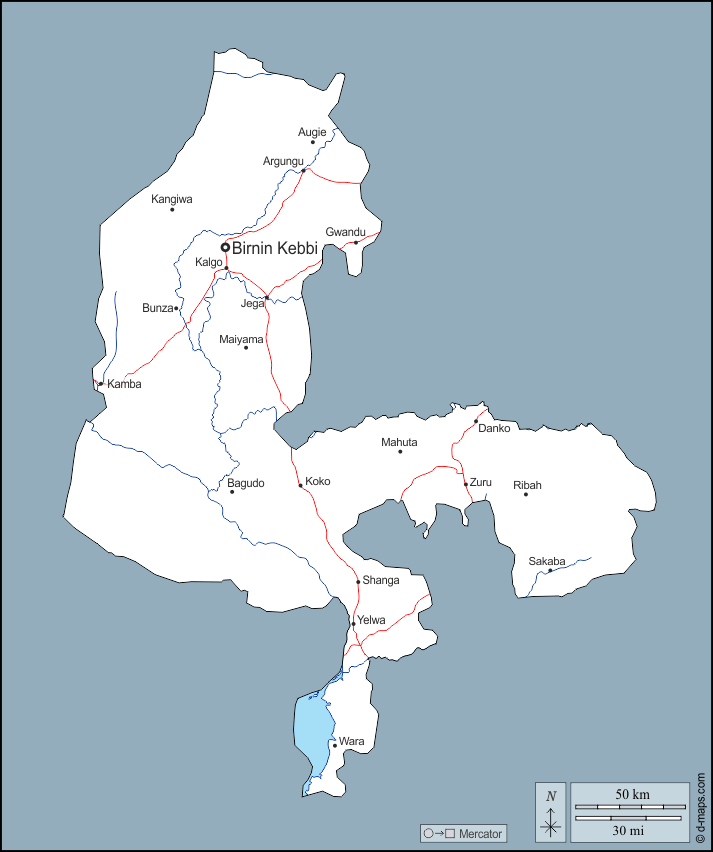 Augie
Argungu
Kangiwa
Gwandu
Birnin Kebbi
Kalgo
Jega
Bunza
Maiyama
Kamba
Danko
Mahuta
Koko
Bagudo
Zuru
Ribah
Sakaba
Shanga
Yelwa
Wara
N
50 km
30 mi
Mercator
© d-maps.com